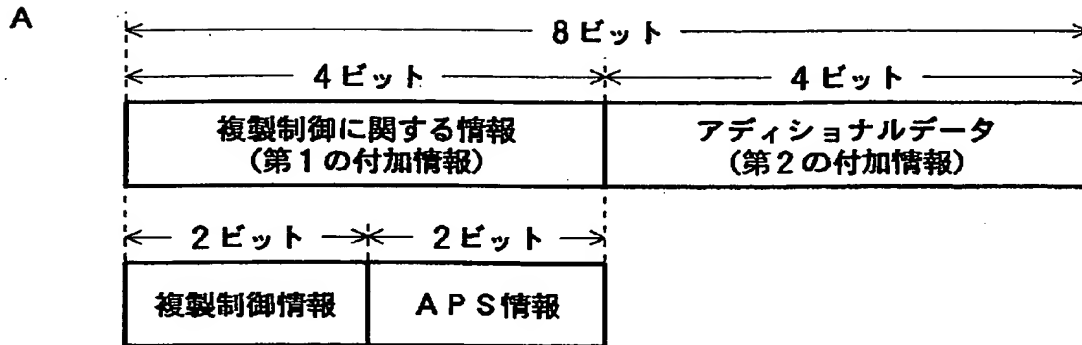 A
8ビット
4ビット 4ビット
複製制御に関する情報 アディショナルデータ
(第1の付加情報) (第2の付加情報)
2ビット 2ビット
複製制御情報 APS情報